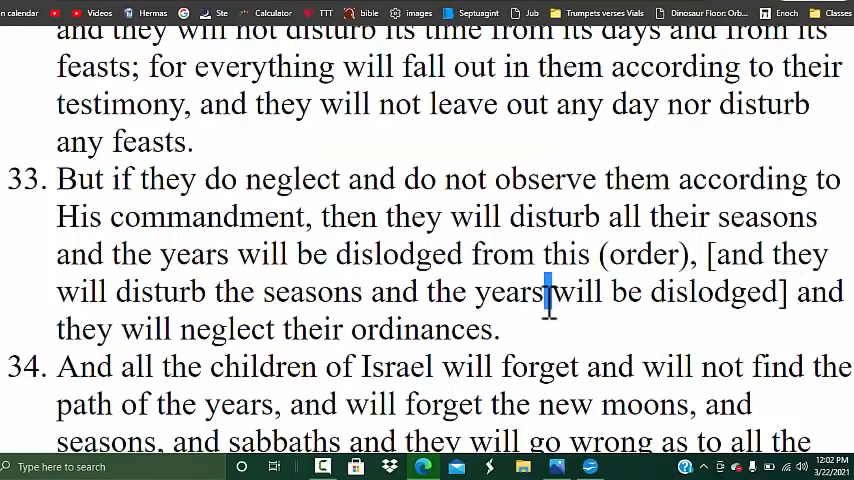 n calendar Videos Hermas Ste Calculator TTT bible images Septuagint Jub Trumpets verses Vials Dinosaur Floor: Orb... Enoch Classes
and they will not disturb its time from its days and from its
feasts; for everything will fall out in them according to their
testimony, and they will not leave out any day nor disturb
any feasts.
33. But if they do neglect and do not observe them according to
His commandment, then they will disturb all their seasons
and the years will be dislodged from this (order), [and they
will disturb the seasons and the years will be dislodged] and
they will neglect their ordinances.
34. And all the children of Israel will forget and will not find the
path of the years, and will forget the new moons, and
seasons, and sabbaths and they will go wrong as to all the
Type here to search
12:02 PM
3/22/2021